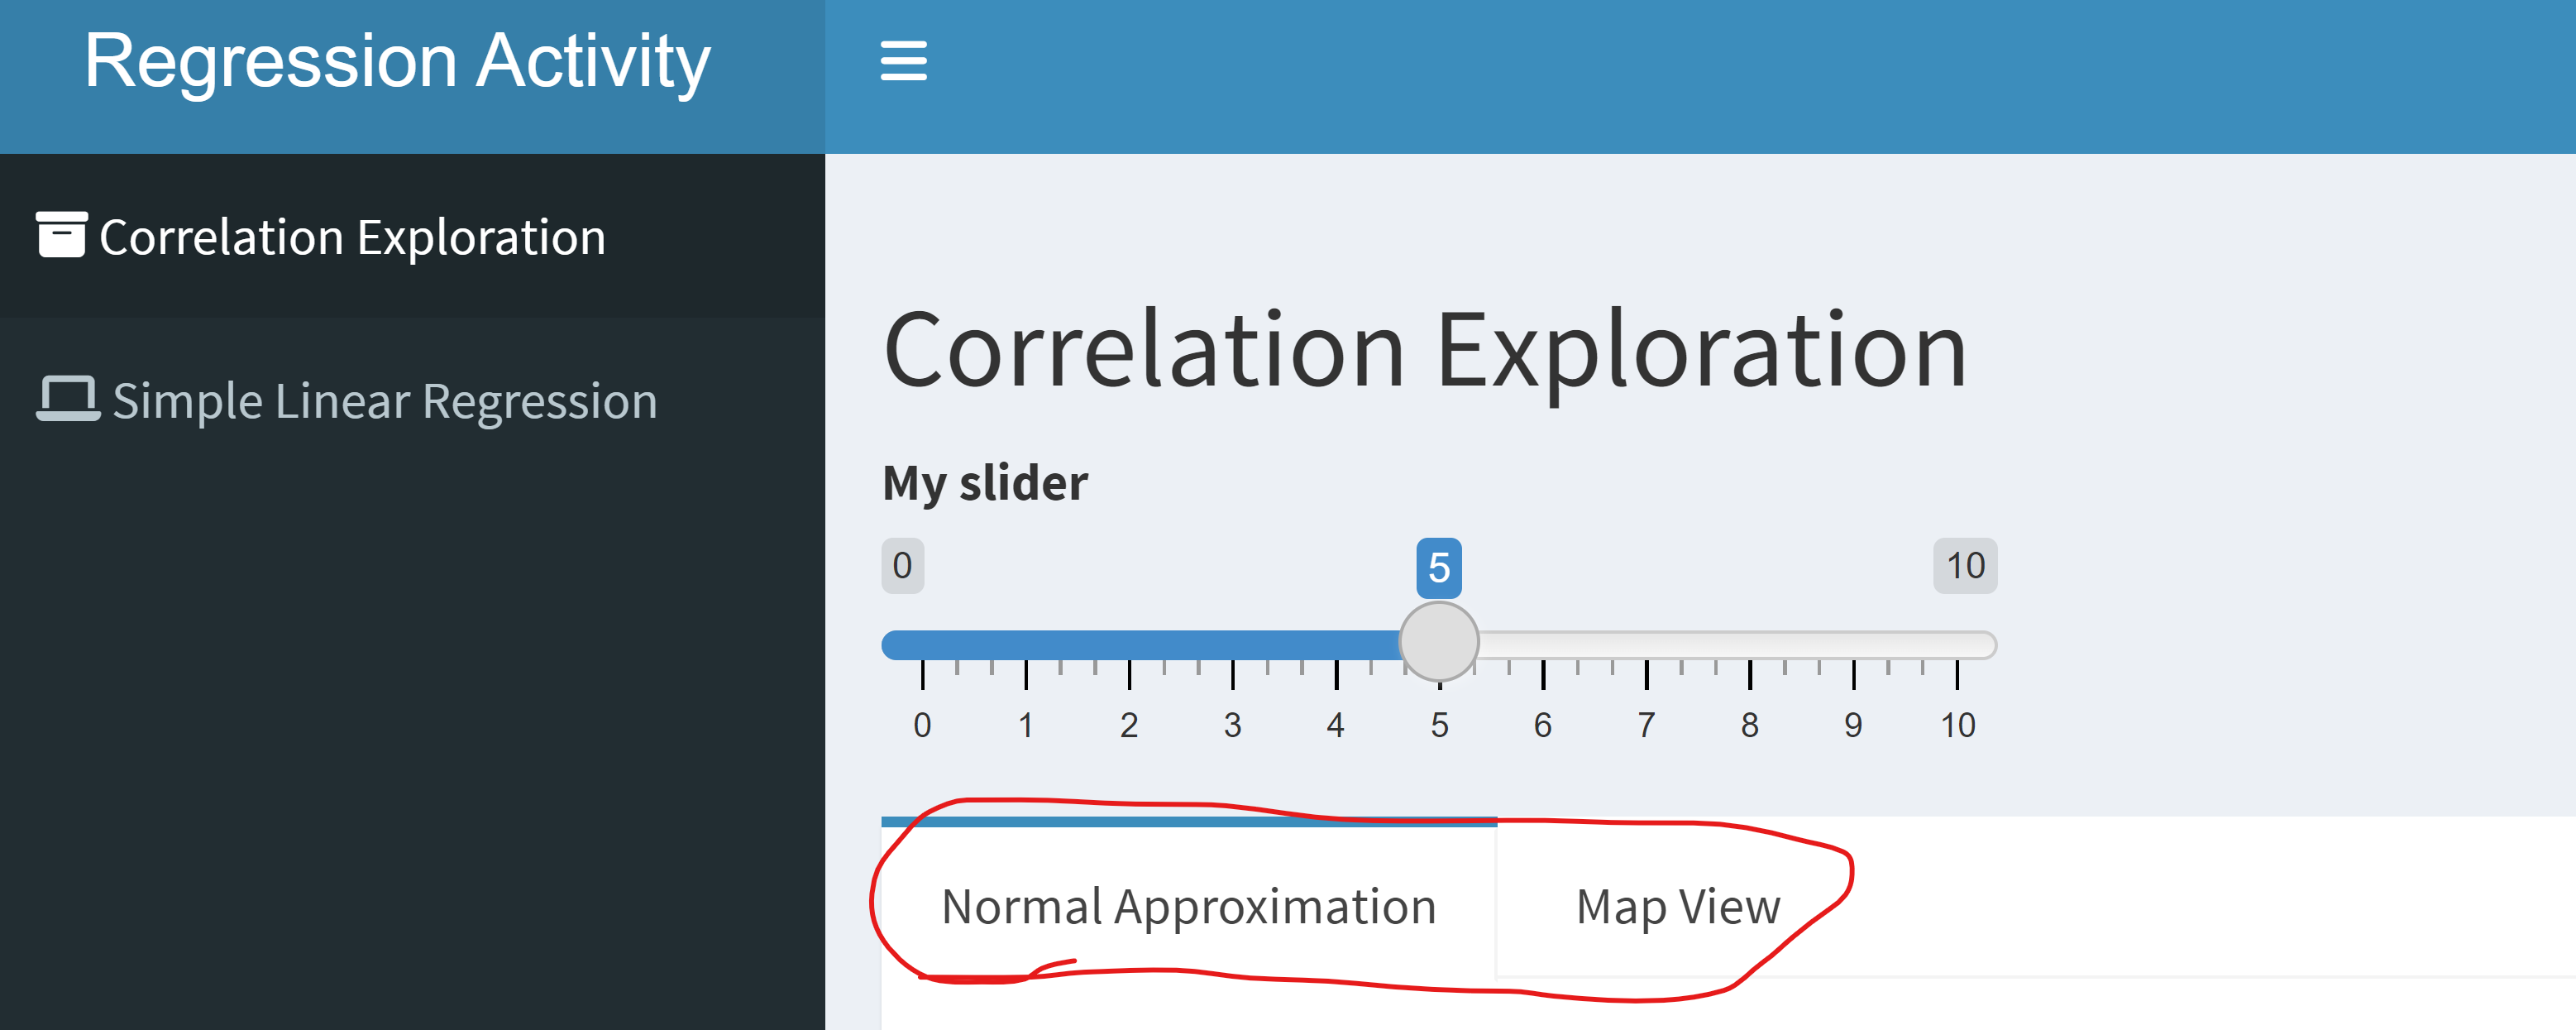 Regression Activity
Correlation Exploration
Simple Linear Regression
Correlation Exploration
My slider
0 5 10
0 1 2 3 4 5 6 7 8 9 10
Normal Approximation Map View